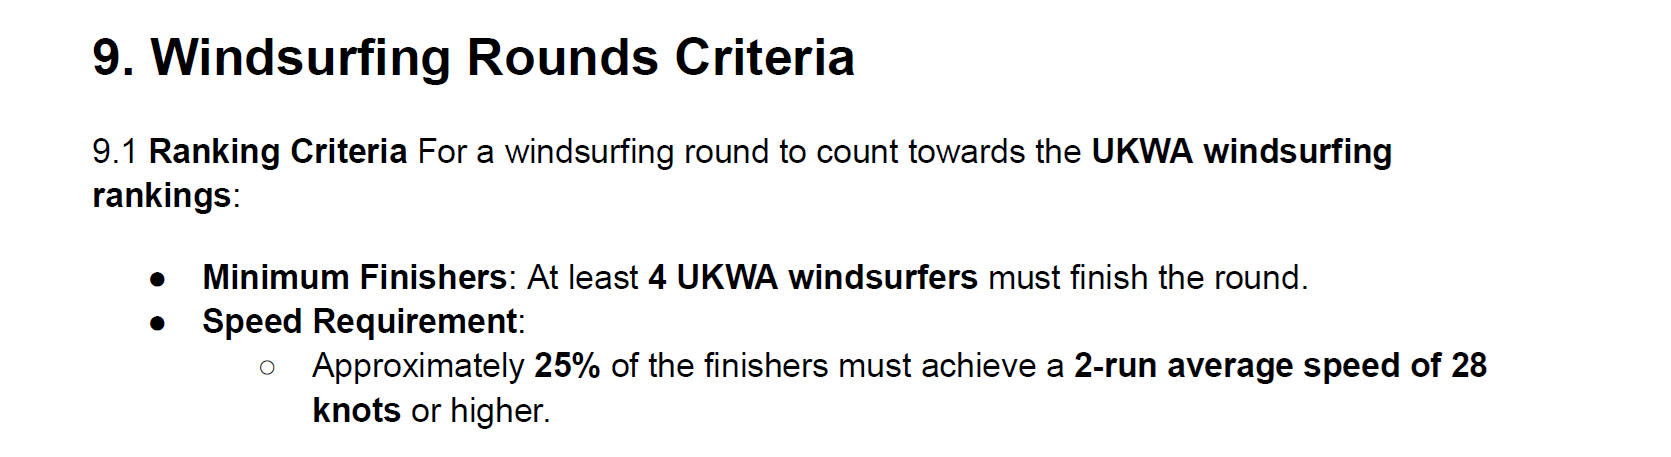 9. Windsurfing Rounds Criteria
9.1 Ranking Criteria For a windsurfing round to count towards the UKWA windsurfing
rankings:
● Minimum Finishers: At least 4 UKWA windsurfers must finish the round.
● Speed Requirement:
○ Approximately 25% of the finishers must achieve a 2-run average speed of 28
knots or higher.